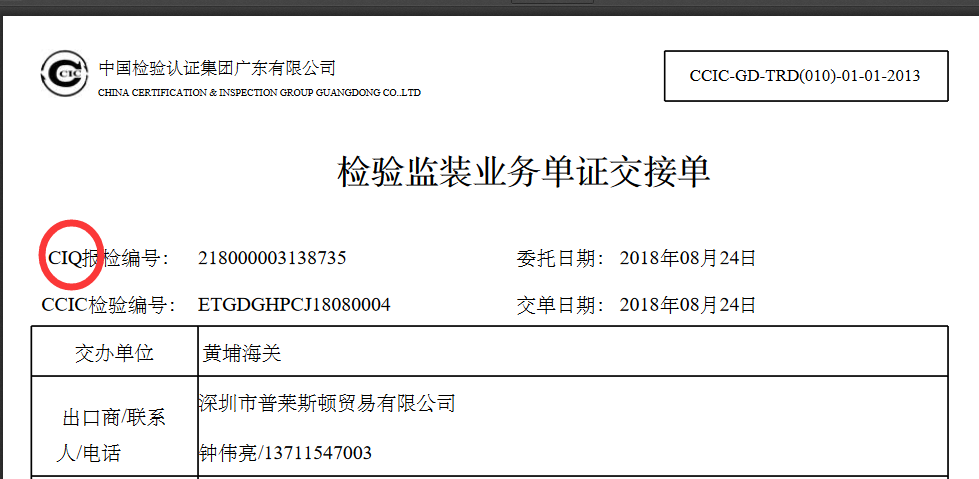 CCIC
中国检验认证集团广东有限公司
CHINA CERTIFICATION & INSPECTION GROUP GUANGDONG CO.,LTD
CCIC-GD-TRD(010)-01-01-2013
检验监装业务单证交接单
CIQ报检编号： 218000003138735 委托日期： 2018年08月24日
CCIC检验编号： ETGDGHPCJ18080004 交单日期： 2018年08月24日
交办单位 黄埔海关
出口商/联系人/电话
深圳市普莱斯顿贸易有限公司
钟伟亮/13711547003